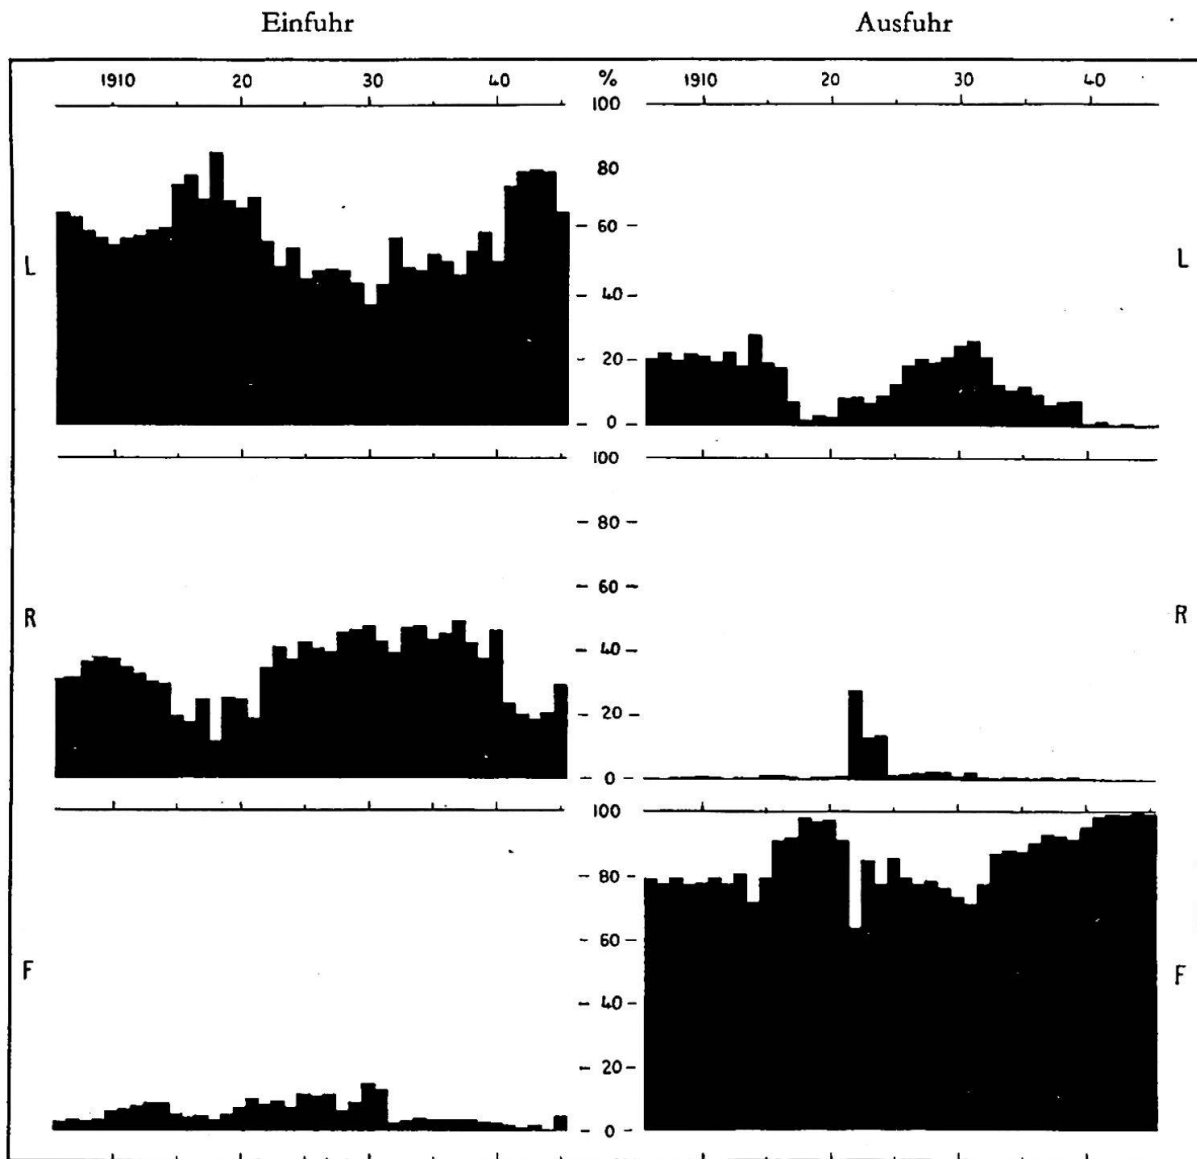 Einfuhr Ausfuhr
1910 20 30 40 % 1910 20 30 40
100
80
– 60 –
L L
– 40 –
– 20 –
– 0 –
100
– 80 –
– 60 –
R R
– 40 –
– 20 –
– 0 –
100
– 80 –
– 60 –
F F
– 40 –
– 20 –
– 0 –